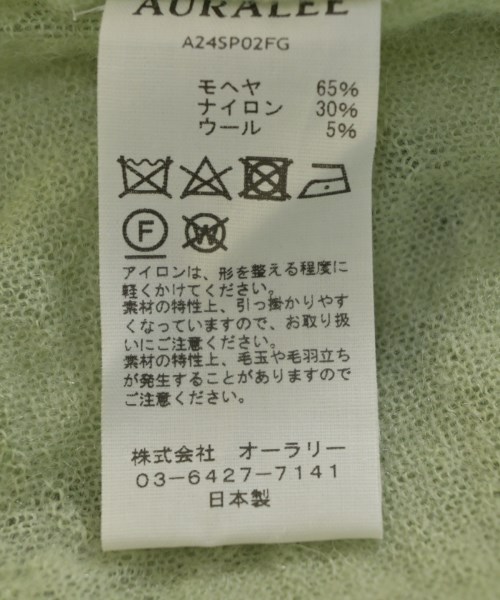 AURALEE
A24SP02FG
モヘヤ 65%
ナイロン 30%
ウール 5%
F W
アイロンは、形を整える程度に
軽くかけてください。
素材の特性上、引っ掛かりやす
くなっていますので、お取り扱
いにご注意ください。
素材の特性上、毛玉や毛羽立ち
が発生することがありますので
ご注意ください。
株式会社 オーラリー
03-6427-7141
日本製